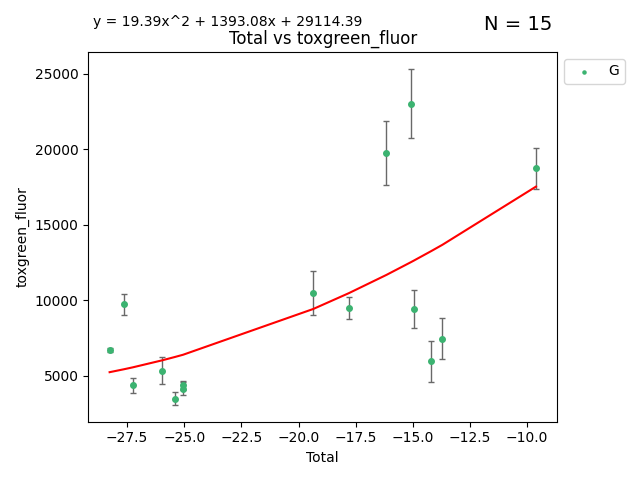 y = 19.39x^2 + 1393.08x + 29114.39
N = 15
Total vs toxgreen_fluor
G
25000
20000
15000
10000
5000
toxgreen_fluor
−27.5 −25.0 −22.5 −20.0 −17.5 −15.0 −12.5 −10.0
Total